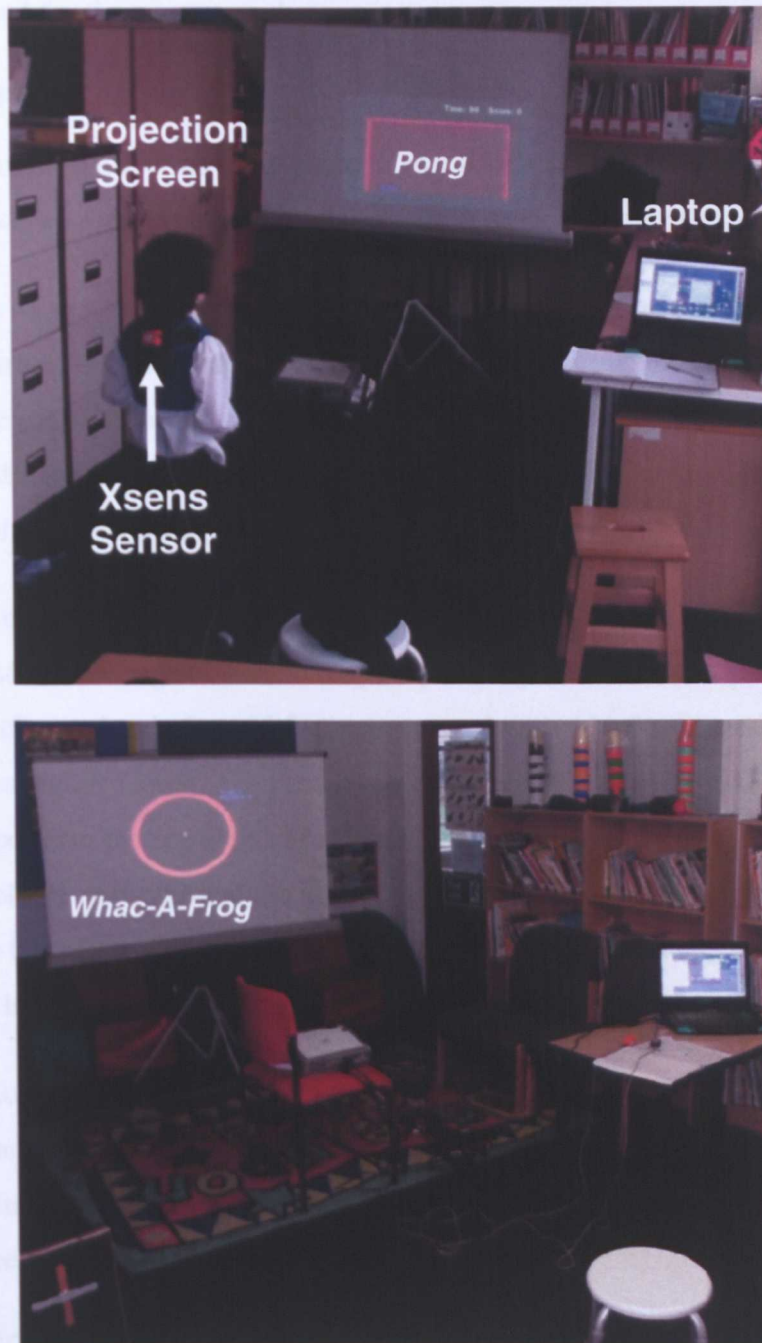 Projection
Screen
Pong
Laptop
Xsens
Sensor
Whac-A-Frog